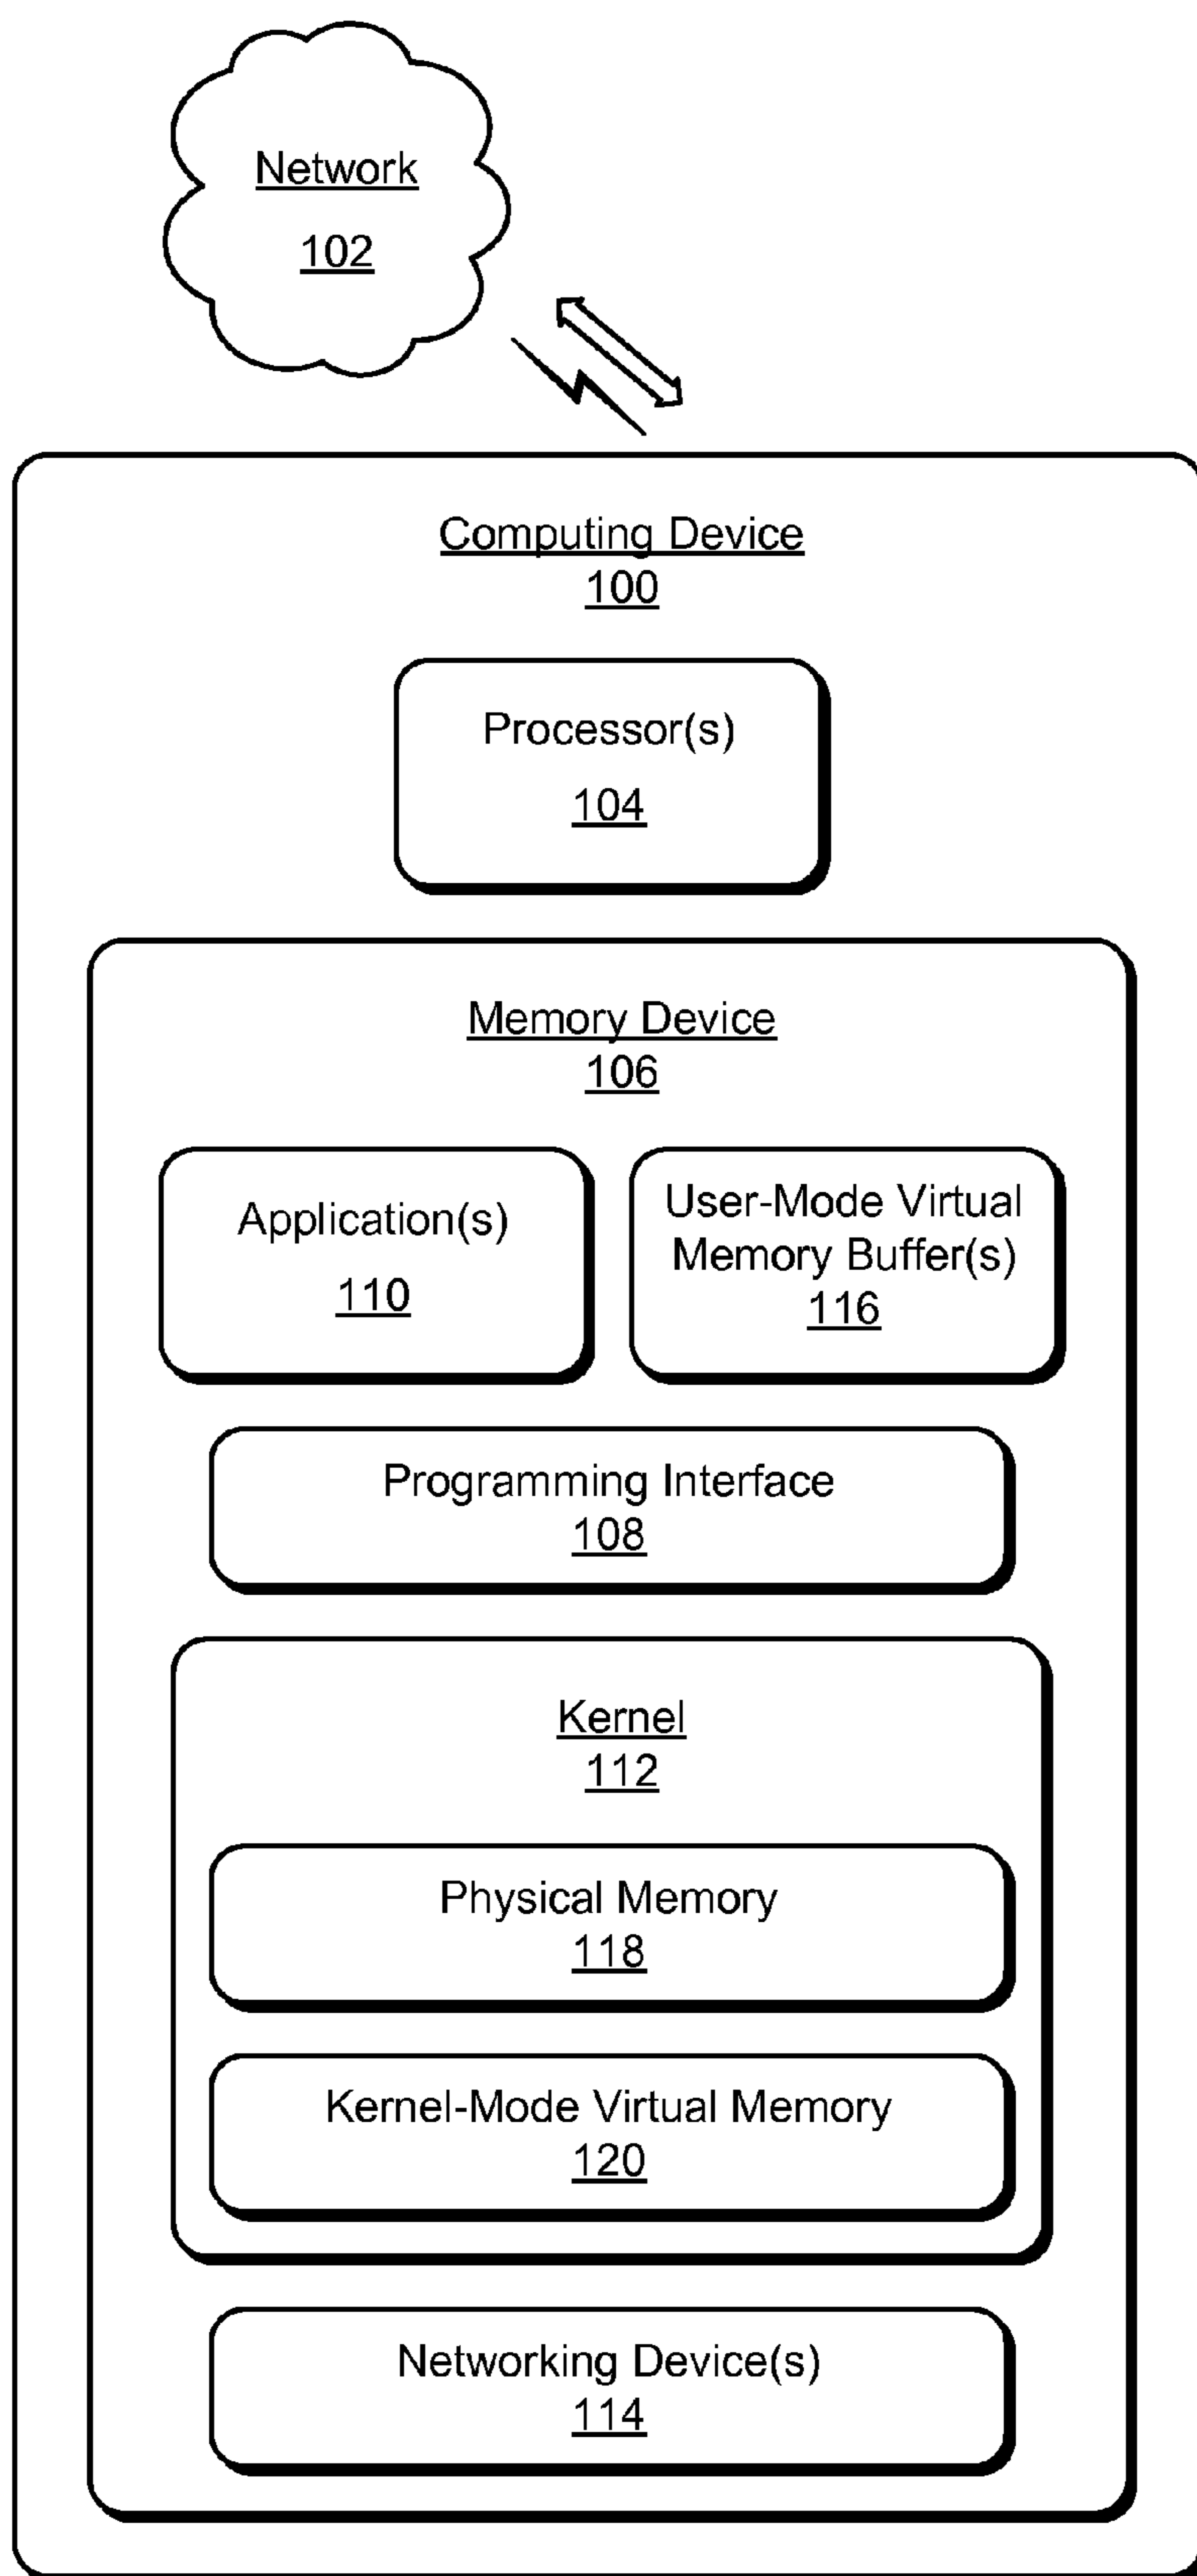 Network
102
Computing Device
100
Processor(s)
104
Memory Device
106
Application(s)
110
User-Mode Virtual
Memory Buffer(s)
116
Programming Interface
108
Kernel
112
Physical Memory
118
Kernel-Mode Virtual Memory
120
Networking Device(s)
114